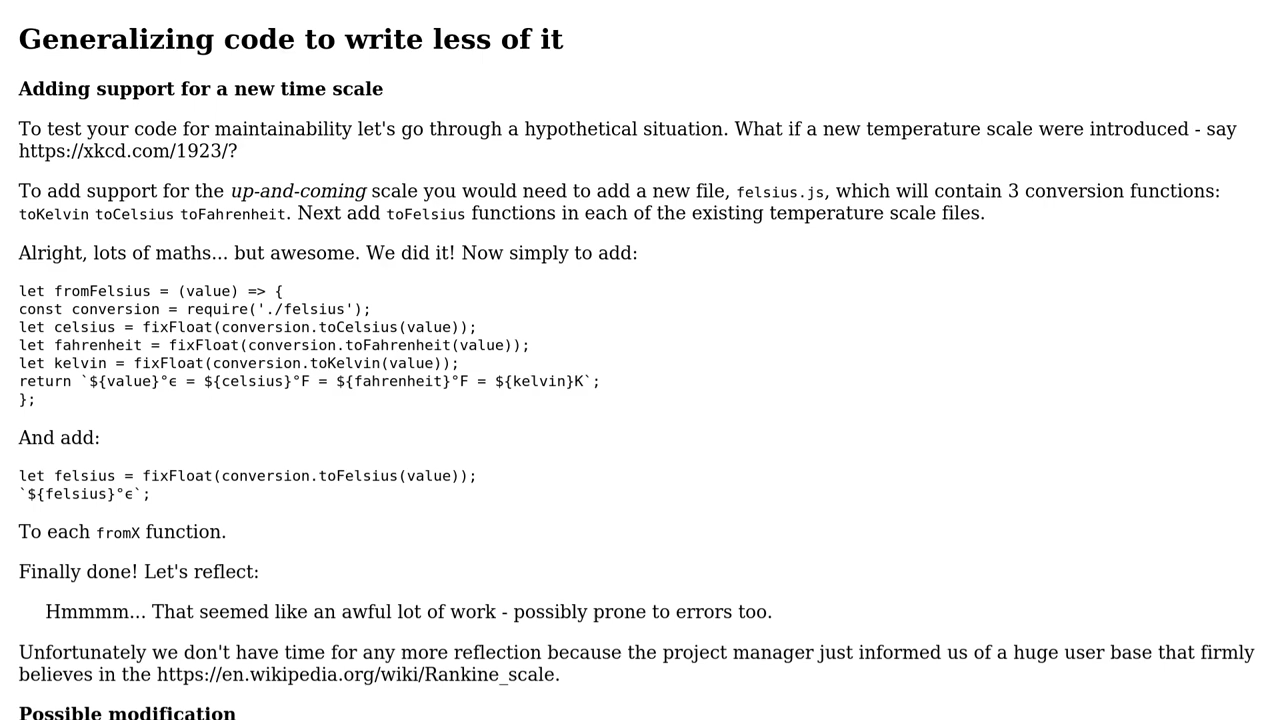 Generalizing code to write less of it
Adding support for a new time scale
To test your code for maintainability let's go through a hypothetical situation. What if a new temperature scale were introduced - say
https://xkcd.com/1923/?
To add support for the up-and-coming scale you would need to add a new file, felsius.js, which will contain 3 conversion functions:
toKelvin toCelsius toFahrenheit. Next add toFelsius functions in each of the existing temperature scale files.
Alright, lots of maths... but awesome. We did it! Now simply to add:
let fromFelsius = (value) => {
const conversion = require('./felsius');
let celsius = fixFloat(conversion.toCelsius(value));
let fahrenheit = fixFloat(conversion.toFahrenheit(value));
let kelvin = fixFloat(conversion.toKelvin(value));
return `${value}°ϵ = ${celsius}°F = ${fahrenheit}°F = ${kelvin}K`;
};
And add:
let felsius = fixFloat(conversion.toFelsius(value));
`${felsius}°ϵ`;
To each fromX function.
Finally done! Let's reflect:
Hmmmm... That seemed like an awful lot of work - possibly prone to errors too.
Unfortunately we don't have time for any more reflection because the project manager just informed us of a huge user base that firmly
believes in the https://en.wikipedia.org/wiki/Rankine_scale.
Possible modification